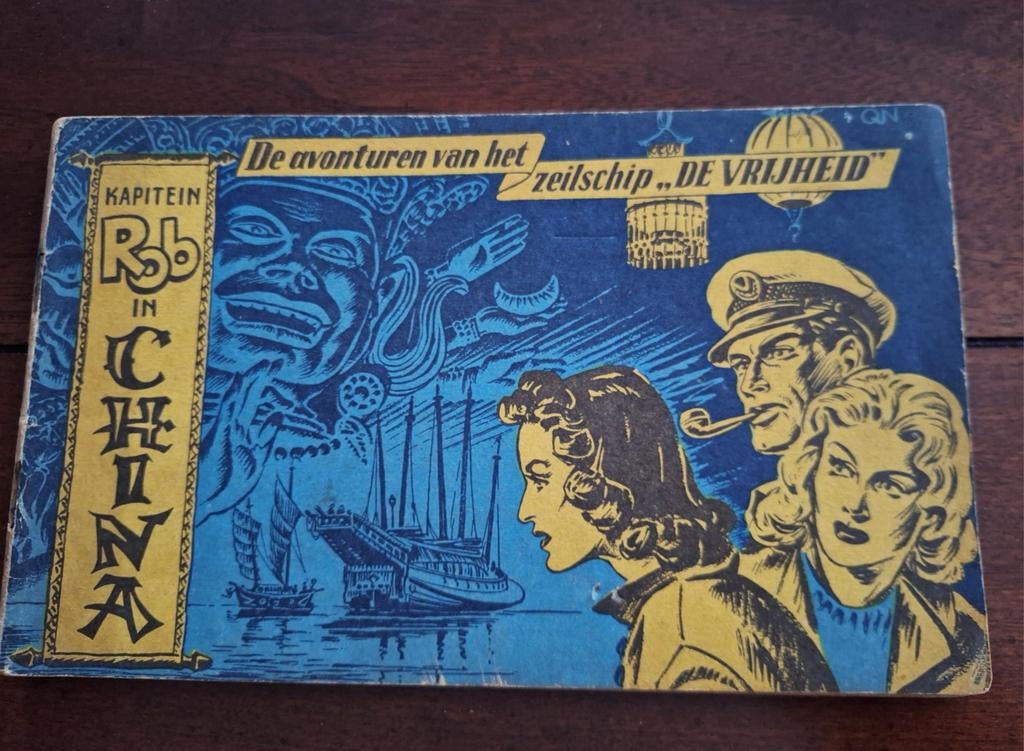 De avonturen van het
zeilschip „DE VRIJHEID”
KAPITEIN
Rob
IN
CHINA